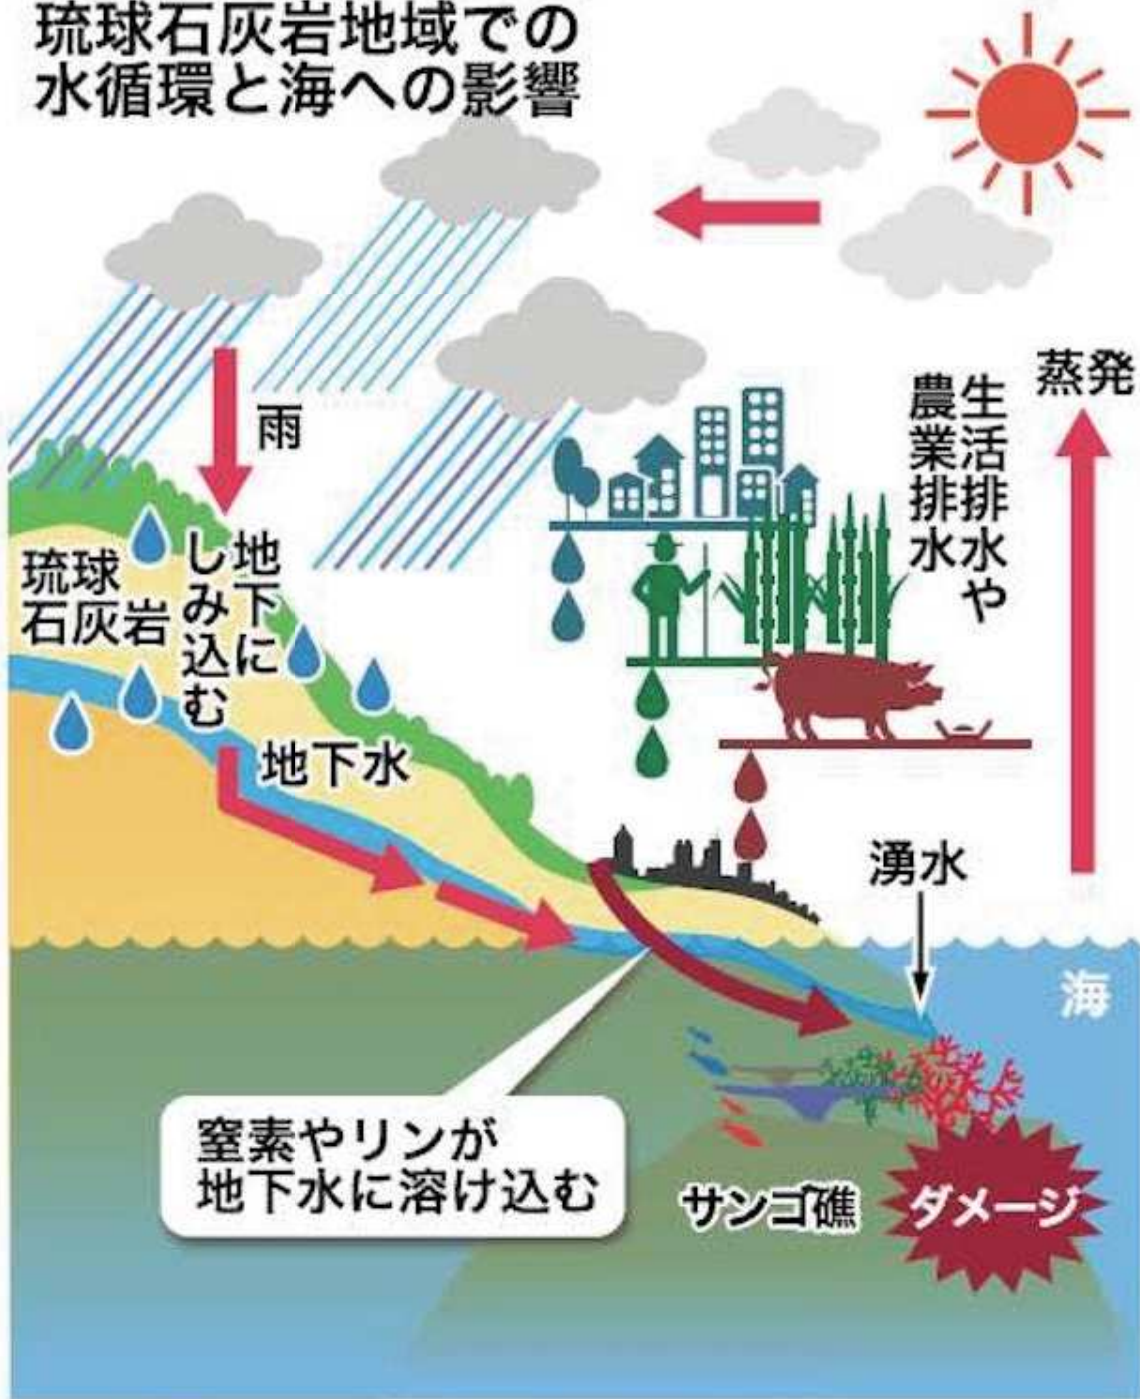 琉球石灰岩地域での
水循環と海への影響
雨
蒸発
生活排水や
農業排水
琉球
石灰岩
地下に
しみ込む
地下水
湧水
海
窒素やリンが
地下水に溶け込む
サンゴ礁
ダメージ